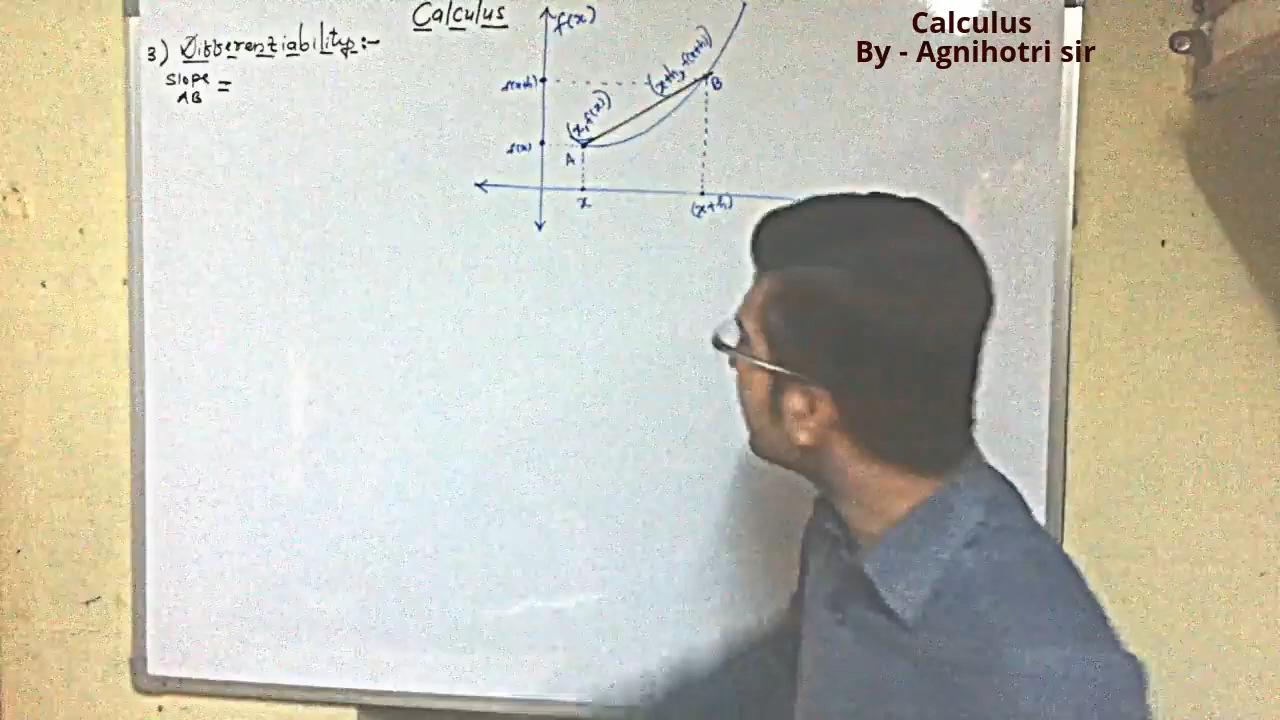 Calculus
By - Agnihotri sir
Calculus
3) Differentiability:-
Slope =
AB
f(x)
f(x+h)
f(x)
(x, f(x))
(x+h, f(x+h))
A
B
x
(x+h)